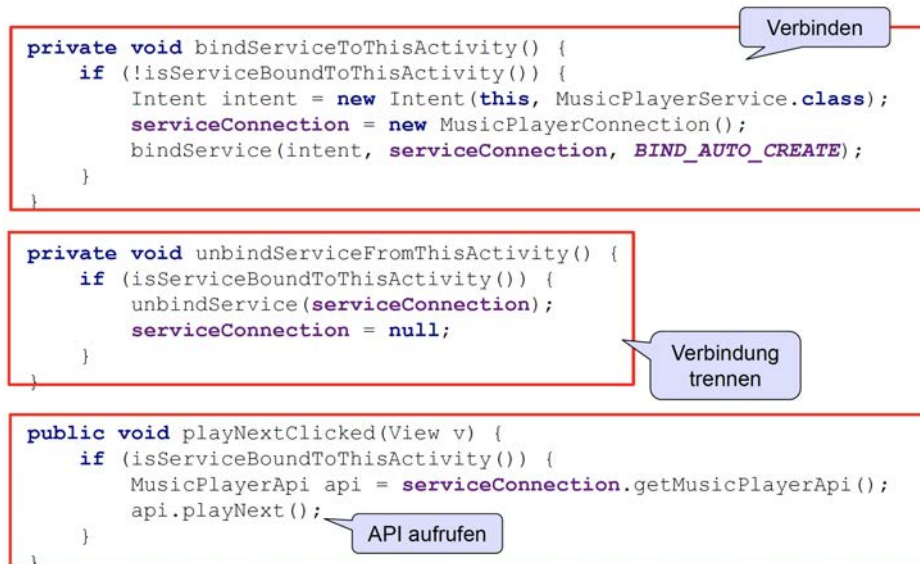 Verbinden
private void bindServiceToThisActivity() {
    if (!isServiceBoundToThisActivity()) {
        Intent intent = new Intent(this, MusicPlayerService.class);
        serviceConnection = new MusicPlayerConnection();
        bindService(intent, serviceConnection, BIND_AUTO_CREATE);
    }
}
private void unbindServiceFromThisActivity() {
    if (isServiceBoundToThisActivity()) {
        unbindService(serviceConnection);
        serviceConnection = null;
    }
}
Verbindung
trennen
public void playNextClicked(View v) {
    if (isServiceBoundToThisActivity()) {
        MusicPlayerApi api = serviceConnection.getMusicPlayerApi();
        api.playNext();
API aufrufen
    }
}